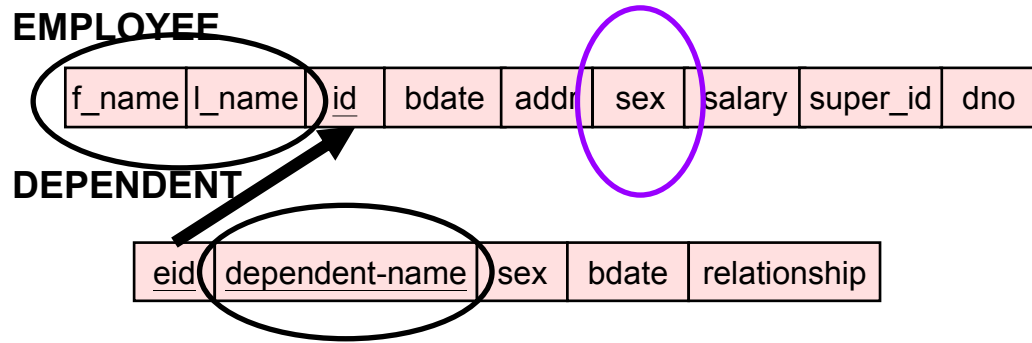 EMPLOYEE
f_name l_name id bdate addr sex salary super_id dno
DEPENDENT
eid dependent-name sex bdate relationship